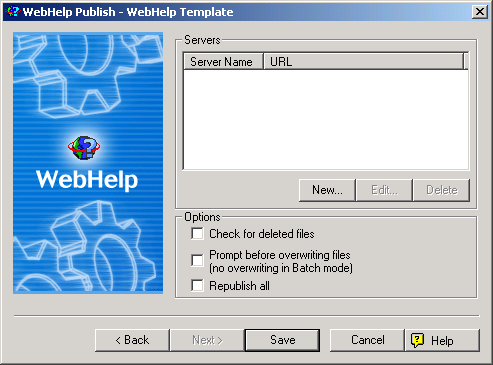 WebHelp Publish - WebHelp Template
WebHelp
Servers
Server Name URL
New... Edit... Delete
Options
Check for deleted files
Prompt before overwriting files
(no overwriting in Batch mode)
Republish all
< Back Next > Save Cancel ? Help